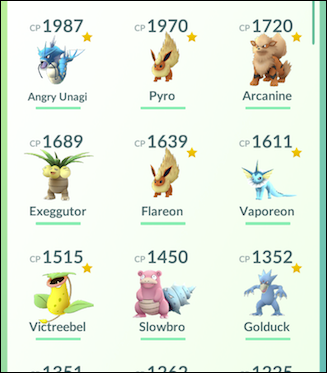 CP 1987 CP 1970 CP 1720
Angry Unagi Pyro Arcanine
CP 1689 CP 1639 CP 1611
Exeggutor Flareon Vaporeon
CP 1515 CP 1450 CP 1352
Victreebel Slowbro Golduck